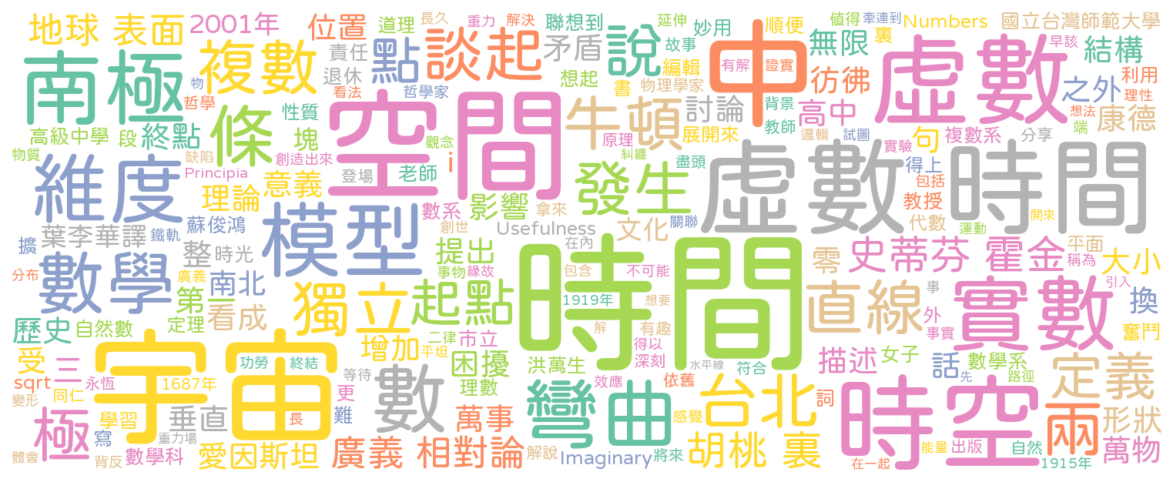 地球 表面
2001年
位置
道理
長久
重力
解決
聯想到
延伸
妙用
順便
值得
牽連到
裏
Numbers
國立台灣師範大學
南極
複數
責任
點
談起
矛盾
說
故事
編輯
中
有解
證實
無限
虛數
早該
結構
物
哲學
退休
看法
哲學家
想起
書
物理學家
彷彿
之外
利用
理性
高級中學
段
終點
性質
條
塊
空間
牛頓
討論
原理
展開來
背景
教師
高中
邏輯
試圖
句
複數系
想法
端
康德
分享
物質
缺陷
創造出來
Principia
觀念
登場
老師
i
發生
糾纏
盡頭
虛數時間
實驗
得上
包括
教授
代數
運動
開來
維度
理論
意義
模型
數系
影響
拿來
關聯
蘇俊鴻
創世
Usefulness
文化
擴
葉李華譯
鐵軌
整
時光
提出
在內
時間
零
史蒂芬 霍金
平面
稱為
大小
分布
數學
廣義
第一
南北
獨立
起點
事物
緣故
包含
不可能
1919年
想要
直線
事
實數
引入
換
歷史
自然數
定理
看成
增加
二律
市立
有趣
解
得以
外
事實
奮鬥
受
三
宇宙
功勞
終結
平坦
困擾
洪萬生
深刻
水平線
符合
描述
女子
話
數學系
先
路徑
定義
sqrt
永恆
1687年
等待
數
理數
更
效應
依舊
台北
詞
時空
兩
形狀
變形
同仁
極
學習
垂直
長
難
萬事
彎曲
感覺
寫
重力場
愛因斯坦
廣義 相對論
解說
Imaginary
將來
胡桃 裏
能量
出版
自然
萬物
體會
背反
數學科
在一起
1915年